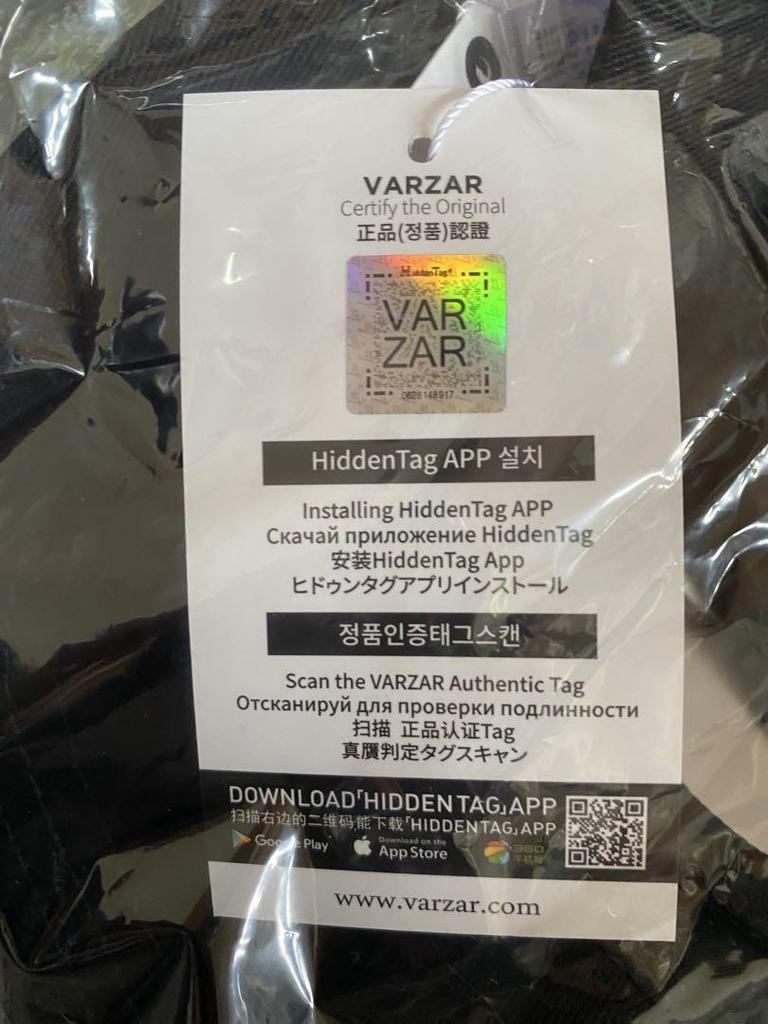 VARZAR
Certify the Original
正品(정품)認證
HiddenTag®
VAR
ZAR
0628148917
HiddenTag APP 설치
Installing HiddenTag APP
Скачай приложение HiddenTag
安装HiddenTag App
ヒドゥンタグアプリインストール
정품인증태그스캔
Scan the VARZAR Authentic Tag
Отсканируй для проверки подлинности
扫描 正品认证Tag
真贋判定タグスキャン
DOWNLOAD「HIDDEN TAG」APP
扫描右边的二维码,能下载「HIDDENTAG」APP
Google Play
Download on the
App Store
360
手机助手
www.varzar.com